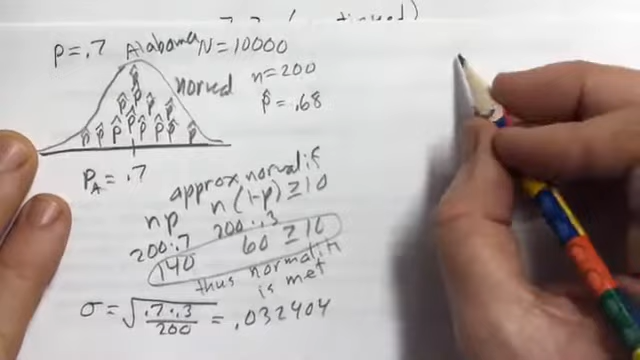 p = .7 Alabama N = 10000
normal n = 200
p̂ p̂ p̂ p̂ p̂ p̂ p̂ p̂ p̂ p̂ p̂ p̂ p̂
p̂ = .68
P_A = .7
approx normal if
np n(1-p) ≥ 10
200·.7 200·.3
140 60 ≥ 10
thus normality
is met
σ = √(.7·.3/200) = .032404